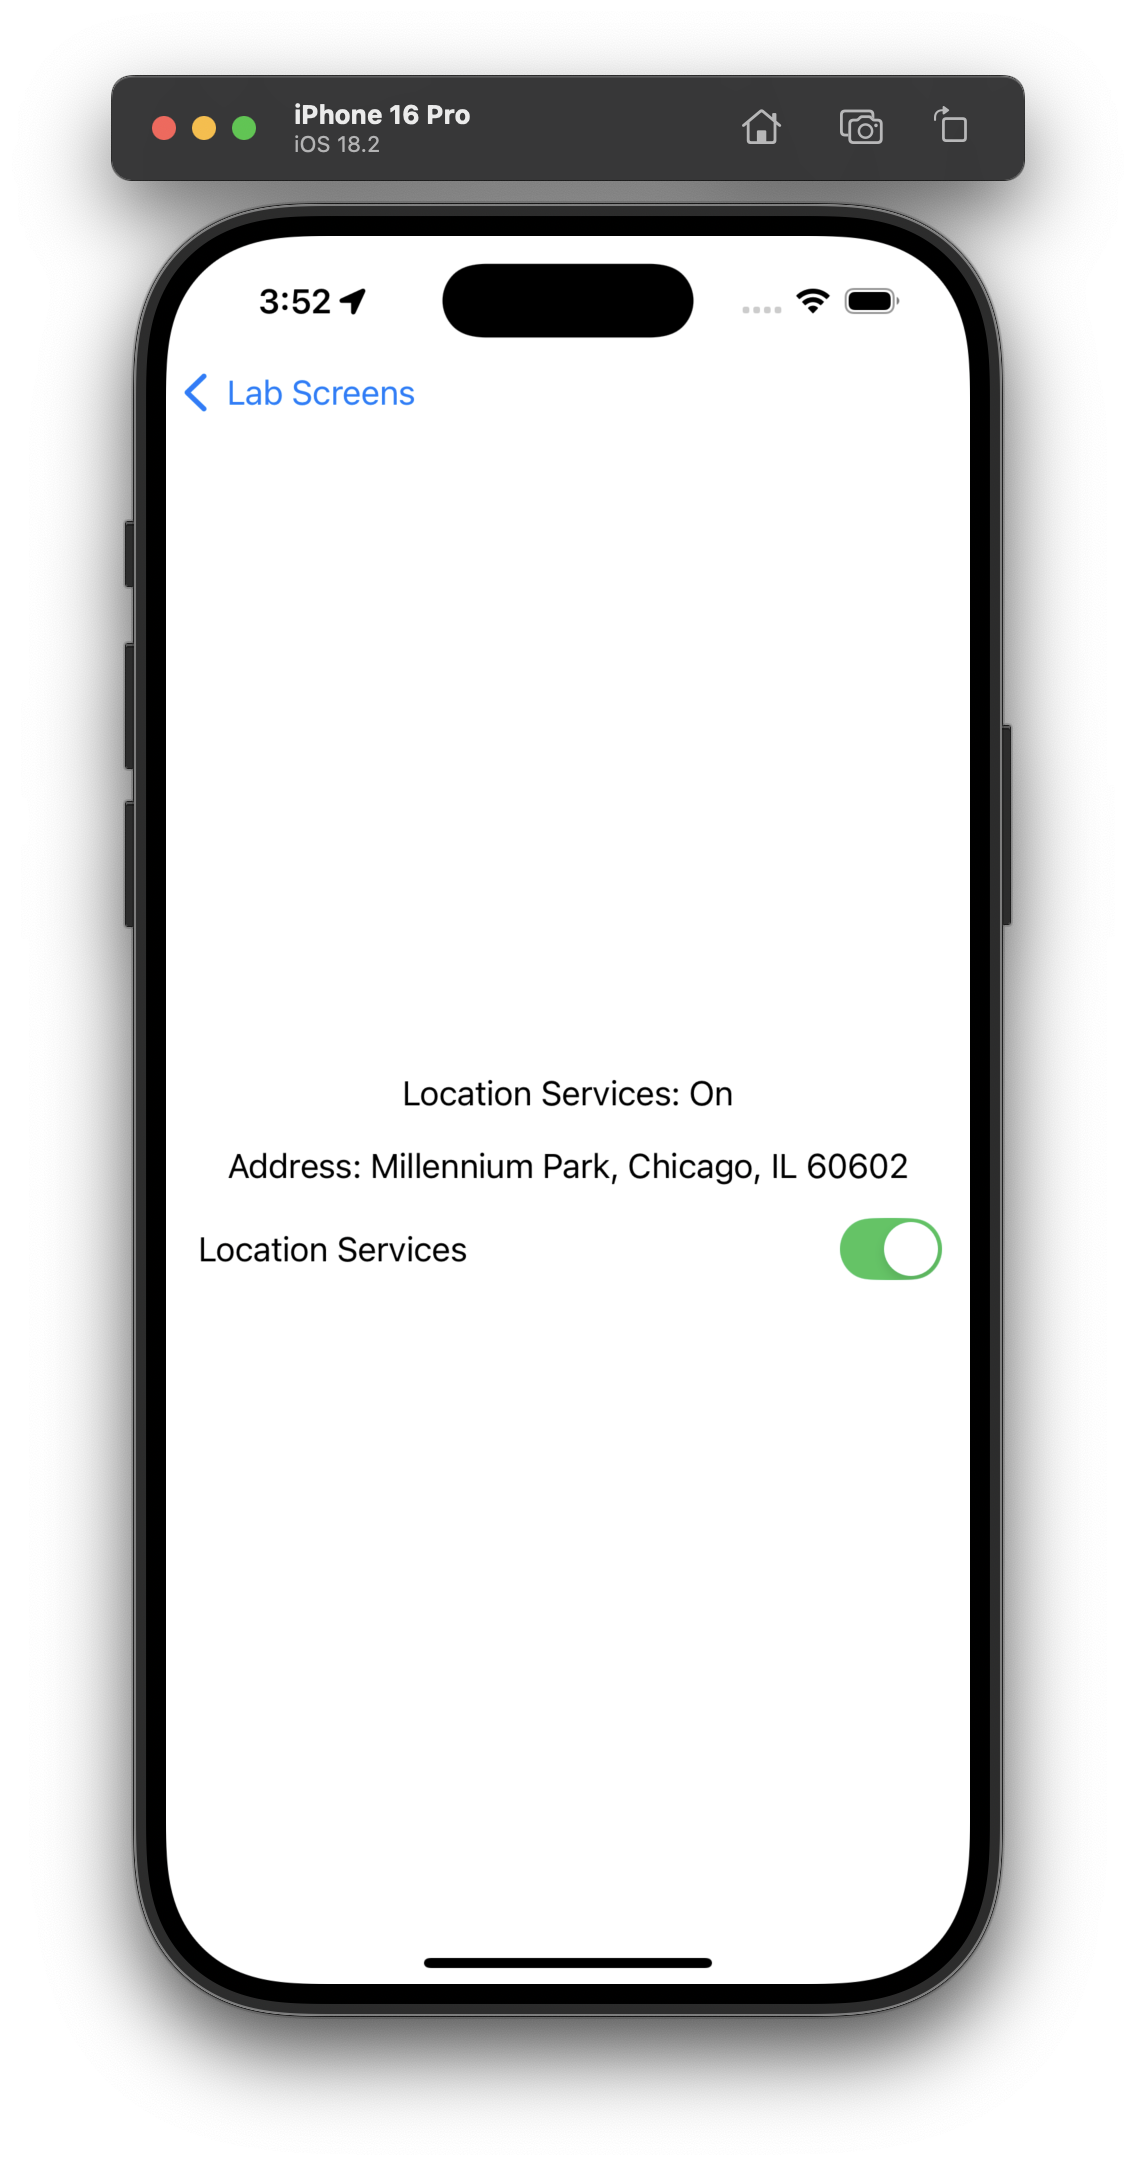 iPhone 16 Pro
iOS 18.2
3:52
Lab Screens
Location Services: On
Address: Millennium Park, Chicago, IL 60602
Location Services